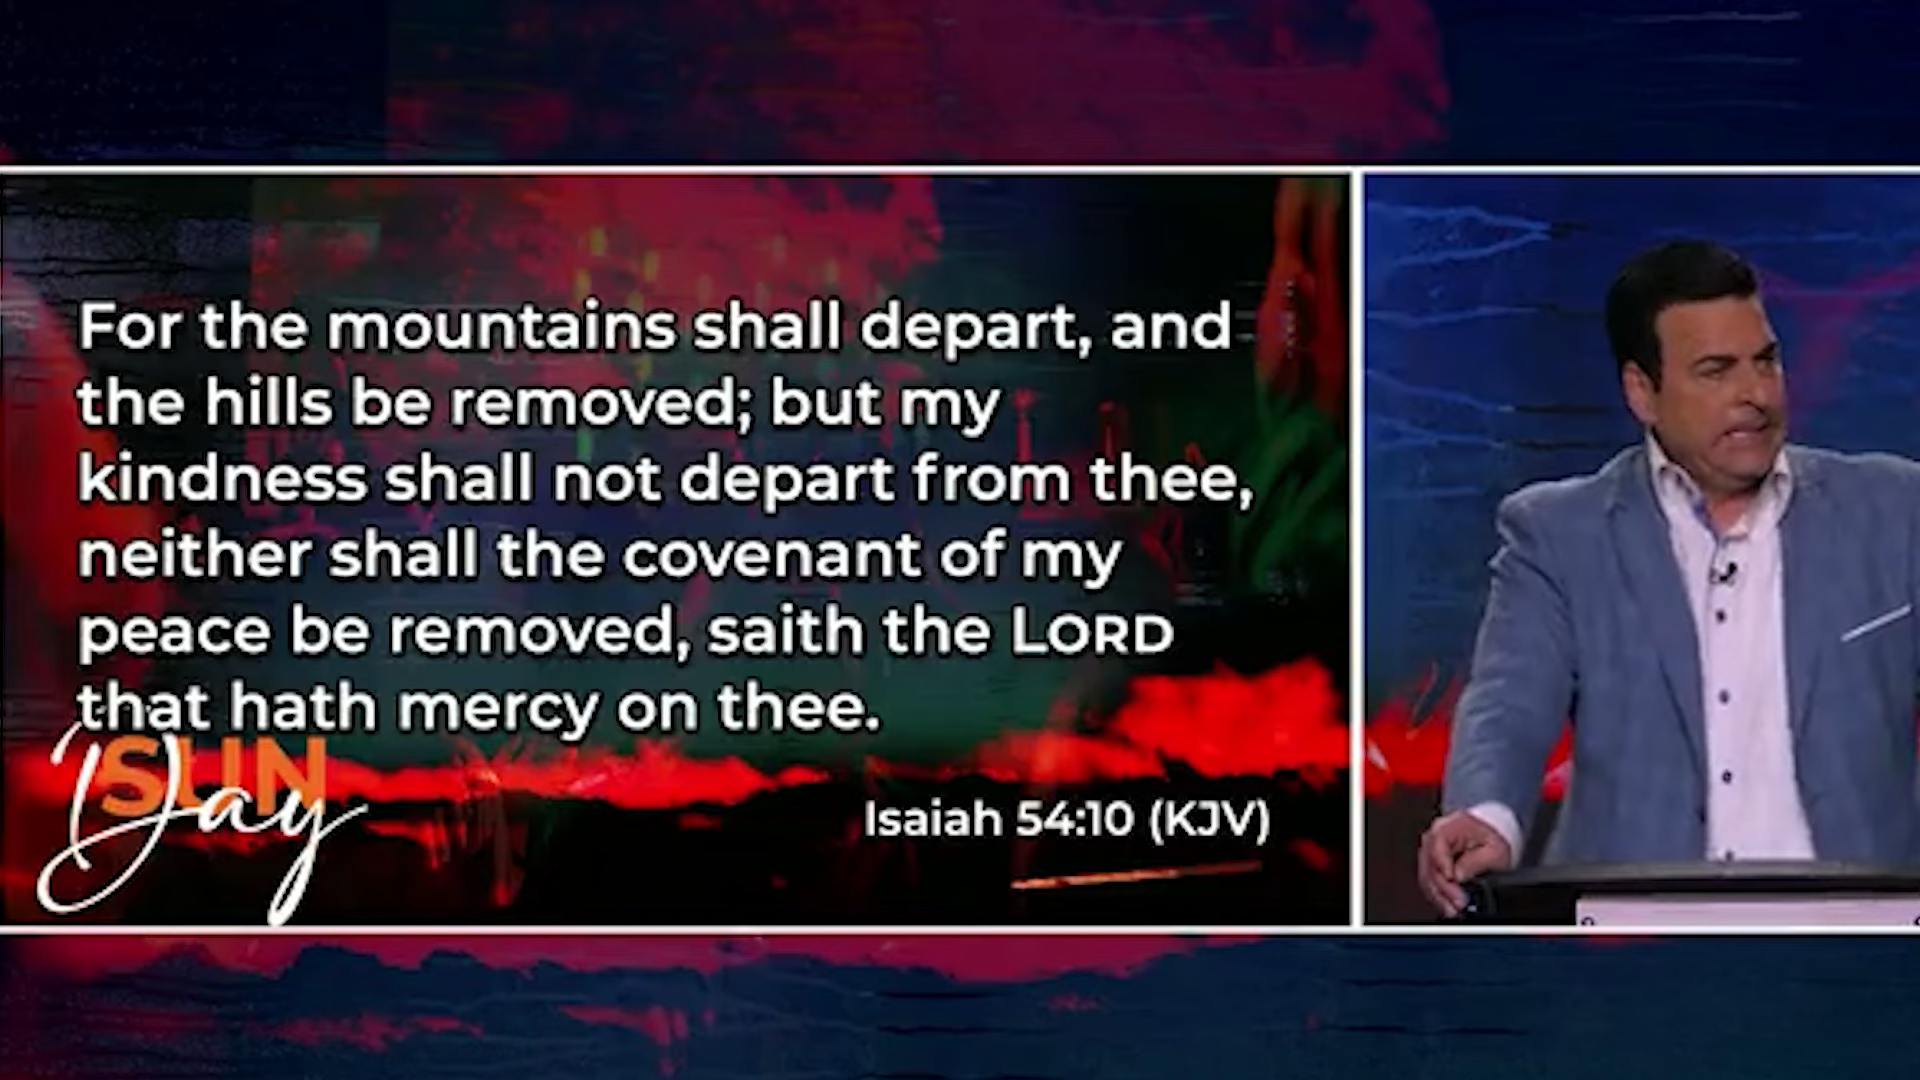 For the mountains shall depart, and
the hills be removed; but my
kindness shall not depart from thee,
neither shall the covenant of my
peace be removed, saith the LORD
that hath mercy on thee.
SUN
Day
Isaiah 54:10 (KJV)